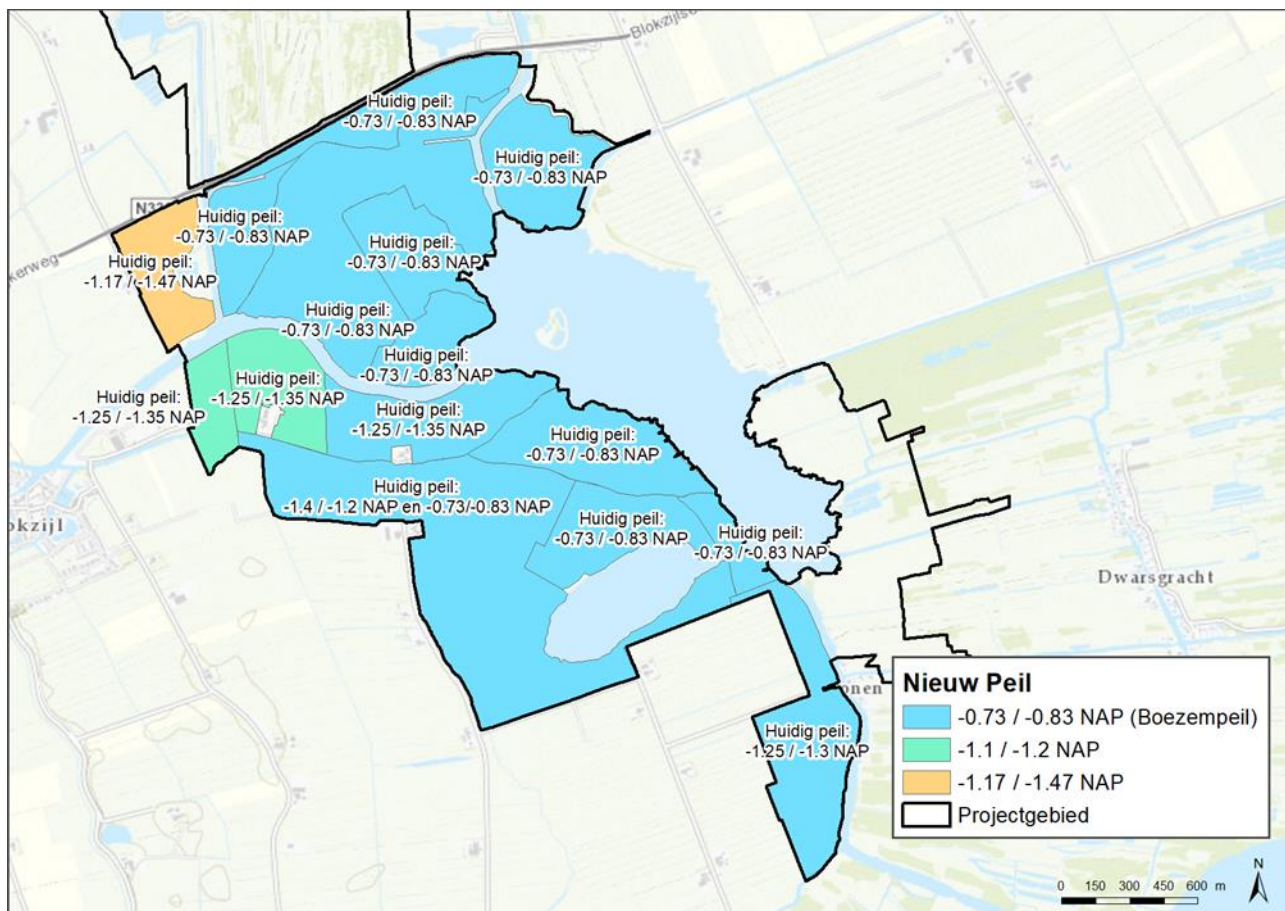 Blokzijls
Huidig peil:
-0.73 / -0.83 NAP
Huidig peil:
-0.73 / -0.83 NAP
N33
Huidig peil:
-0.73 / -0.83 NAP
Huidig peil:
-0.73 / -0.83 NAP
Huidig peil:
-1.17 / -1.47 NAP
kerweg
Huidig peil:
-0.73 / -0.83 NAP
Huidig peil:
-0.73 / -0.83 NAP
Huidig peil:
-1.25 / -1.35 NAP
Huidig peil:
-1.25 / -1.35 NAP
Huidig peil:
-1.25 / -1.35 NAP
Huidig peil:
-0.73 / -0.83 NAP
Huidig peil:
-1.4 / -1.2 NAP en -0.73/-0.83 NAP
okzijl
Huidig peil:
-0.73 / -0.83 NAP
Huidig peil:
-0.73 / -0.83 NAP
Dwarsgracht
onen
Huidig peil:
-1.25 / -1.3 NAP
Nieuw Peil
-0.73 / -0.83 NAP (Boezempeil)
-1.1 / -1.2 NAP
-1.17 / -1.47 NAP
Projectgebied
N
0 150 300 450 600 m